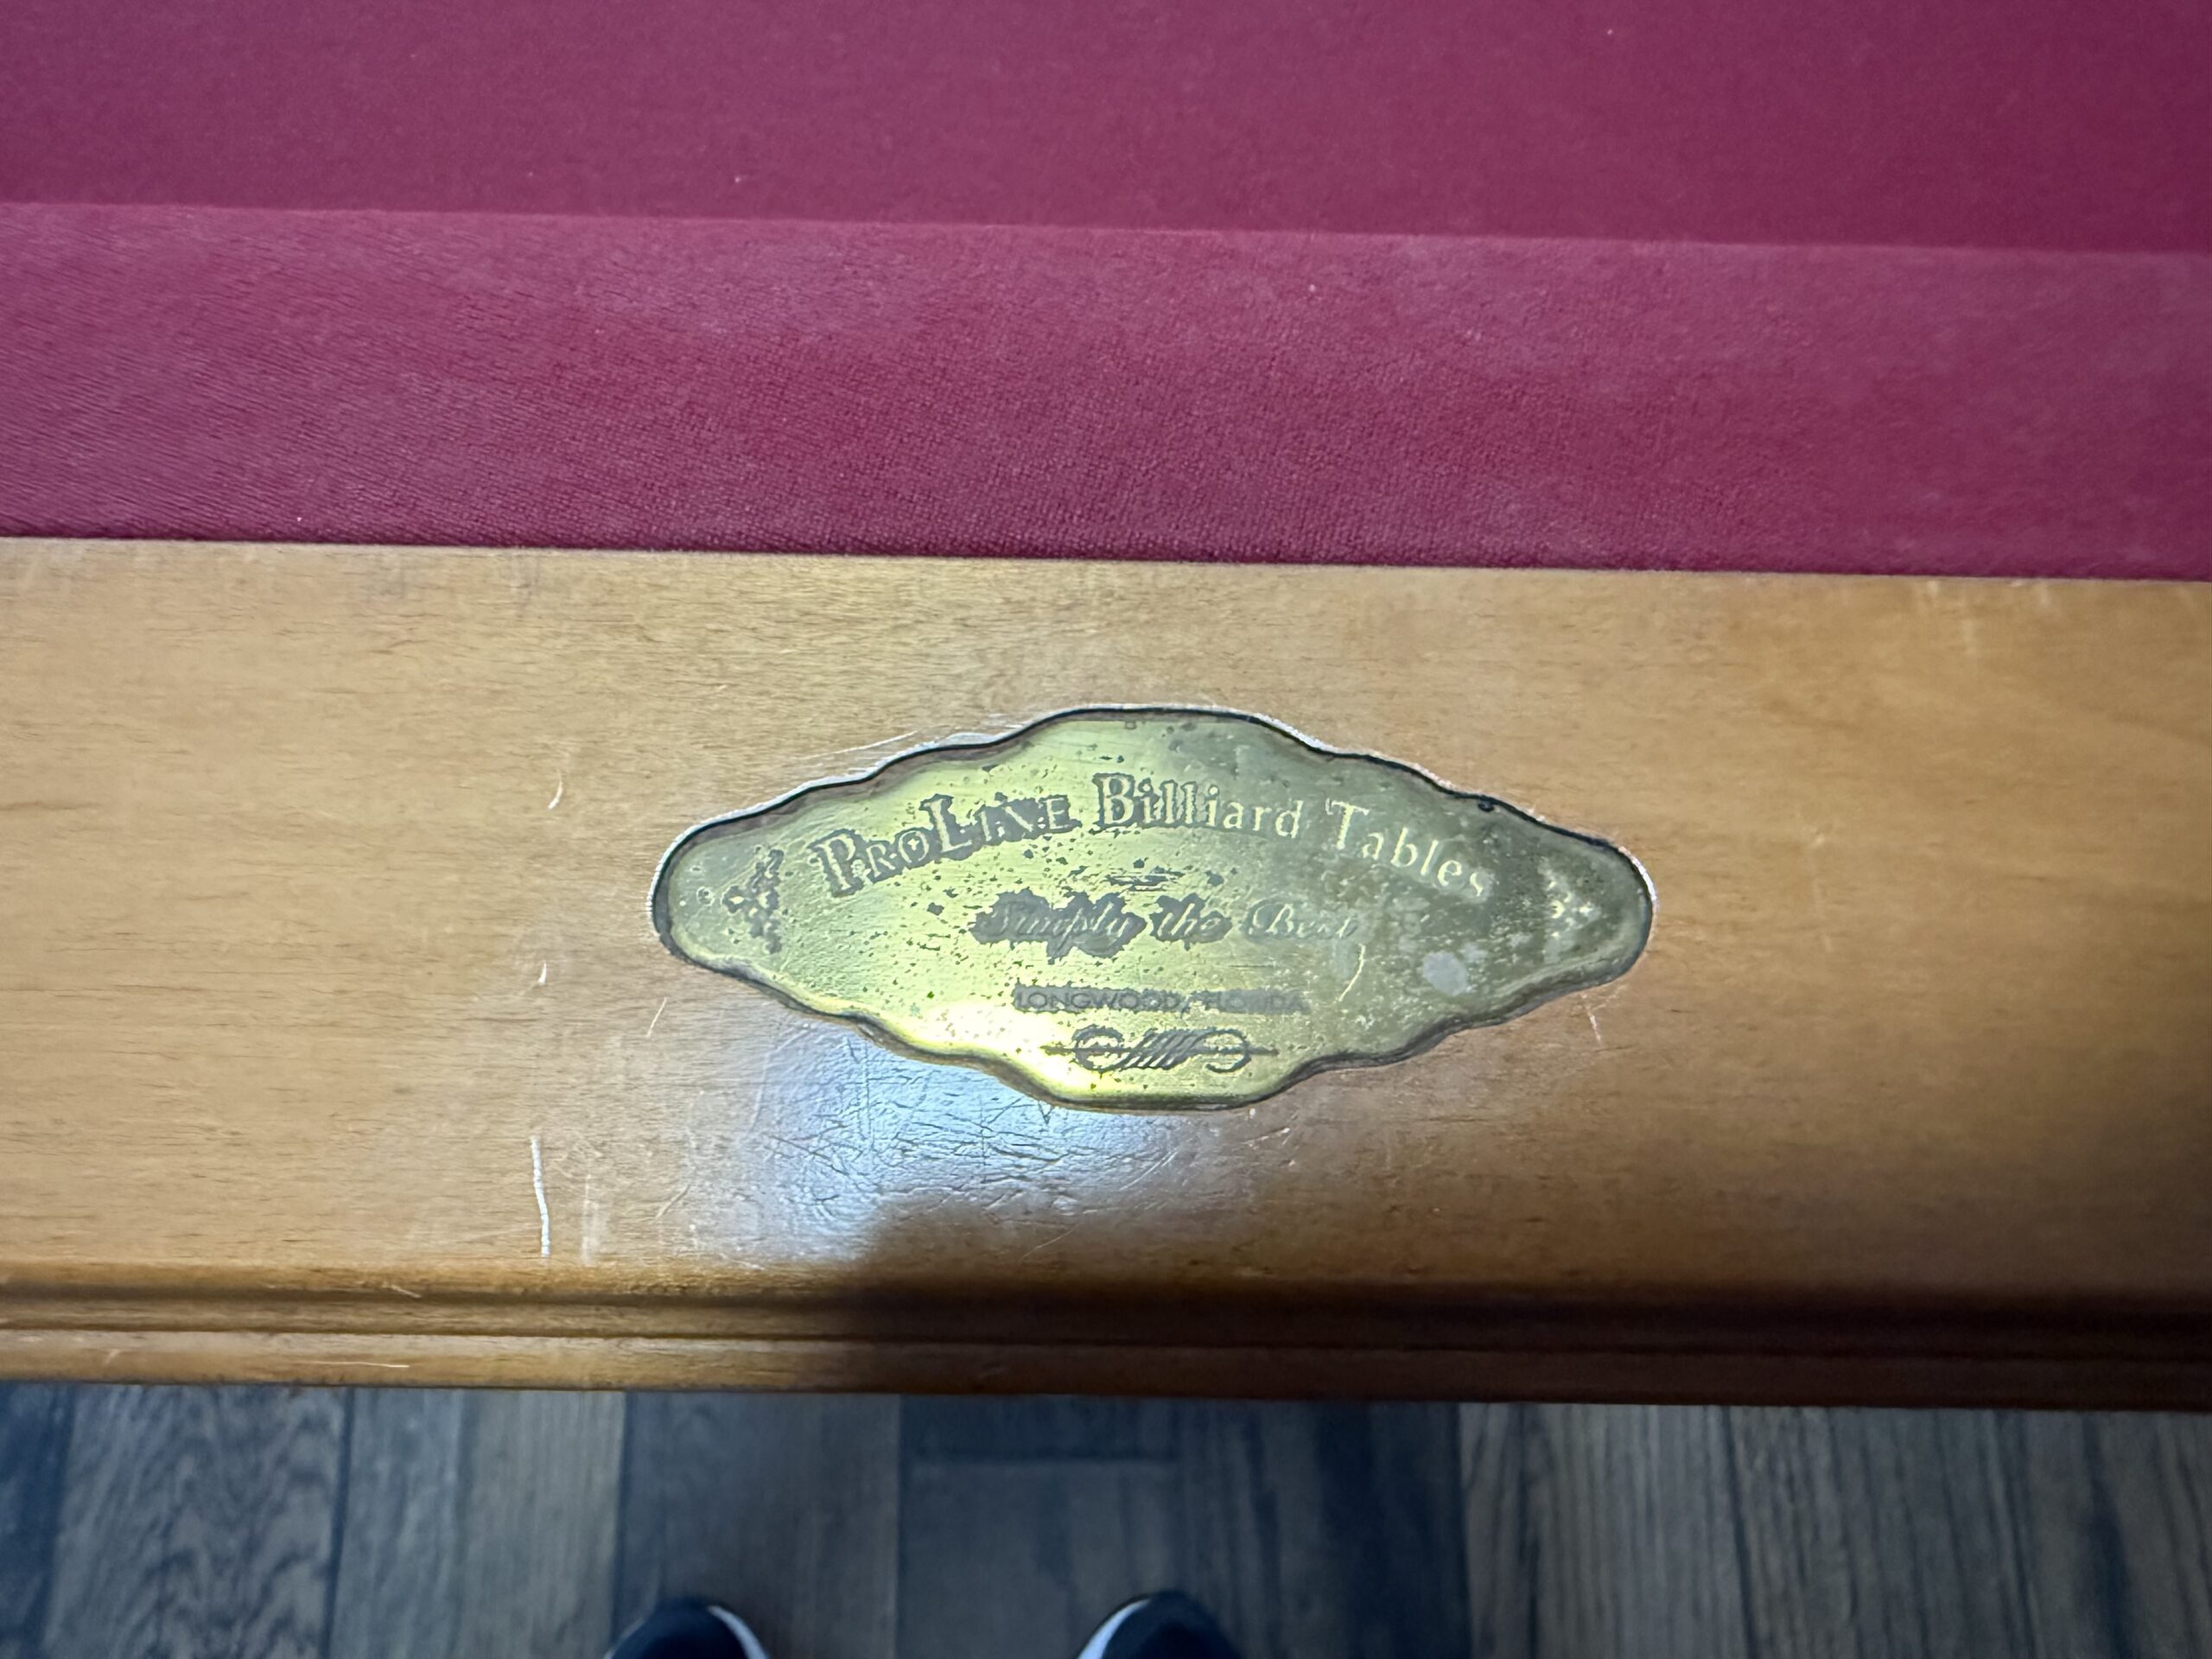 ProLine Billiard Tables
Simply the Best
LONGWOOD, FLORIDA